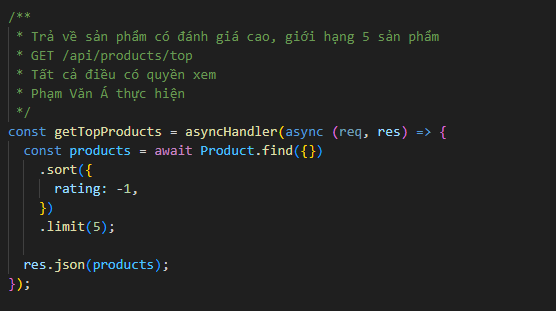 /**
 * Trả về sản phẩm có đánh giá cao, giới hạng 5 sản phẩm
 * GET /api/products/top
 * Tất cả điều có quyền xem
 * Phạm Văn Á thực hiện
 */
const getTopProducts = asyncHandler(async (req, res) => {
  const products = await Product.find({})
    .sort({
      rating: -1,
    })
    .limit(5);

  res.json(products);
});